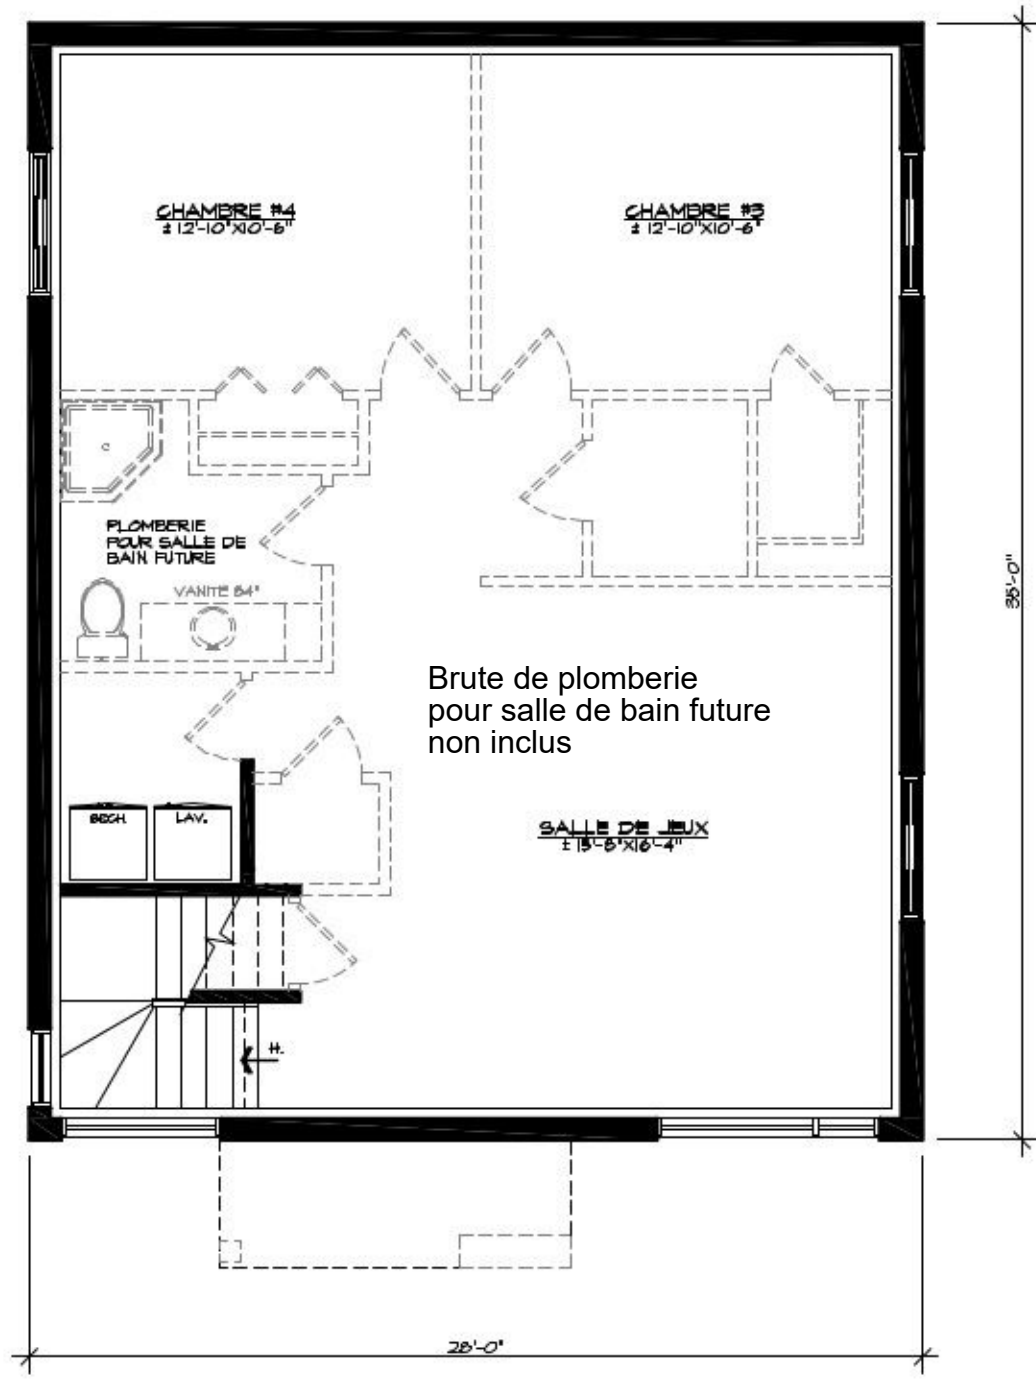 CHAMBRE #4
± 12'-10"X10'-6"
CHAMBRE #3
± 12'-10"X10'-6"
PLOMBERIE
POUR SALLE DE
BAIN FUTURE
VANITE 54"
Brute de plomberie
pour salle de bain future
non inclus
SECH.
LAV.
SALLE DE JEUX
± 15'-8"X16'-4"
H.
35'-0"
28'-0"